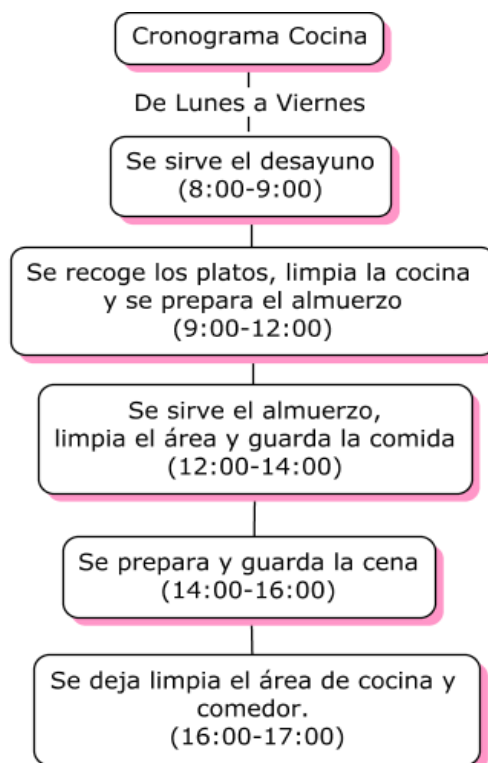 Cronograma Cocina
De Lunes a Viernes
Se sirve el desayuno
(8:00-9:00)
Se recoge los platos, limpia la cocina
y se prepara el almuerzo
(9:00-12:00)
Se sirve el almuerzo,
limpia el área y guarda la comida
(12:00-14:00)
Se prepara y guarda la cena
(14:00-16:00)
Se deja limpia el área de cocina y
comedor.
(16:00-17:00)